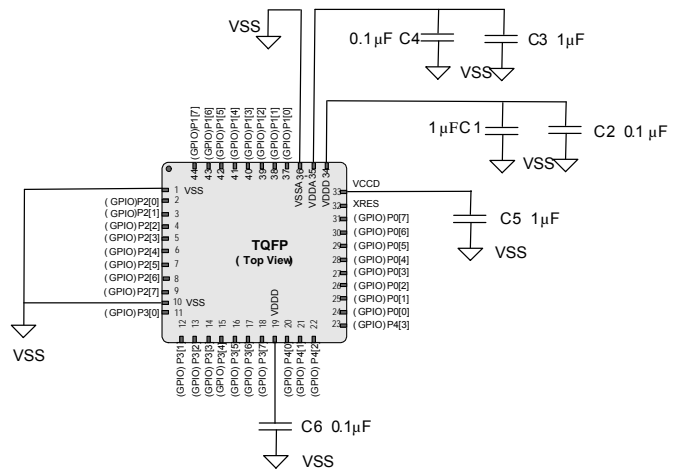 VSS
0.1 µF C4
C3 1µF
VSS
1 µF C1
C2 0.1 µF
VSS
(GPIO)P1[7]
(GPIO)P1[6]
(GPIO)P1[5]
(GPIO)P1[4]
(GPIO)P1[3]
(GPIO)P1[2]
(GPIO)P1[1]
(GPIO)P1[0]
44
43
42
41
40
39
38
37
VSSA 36
VDDA 35
VDDD 34
1 VSS
(GPIO)P2[0] 2
(GPIO)P2[1] 3
(GPIO)P2[2] 4
(GPIO)P2[3] 5
(GPIO)P2[4] 6
(GPIO)P2[5] 7
(GPIO)P2[6] 8
(GPIO)P2[7] 9
10 VSS
(GPIO)P3[0] 11
VSS
TQFP
(Top View)
33 VCCD
32 XRES
31 (GPIO)P0[7]
30 (GPIO)P0[6]
29 (GPIO)P0[5]
28 (GPIO)P0[4]
27 (GPIO)P0[3]
26 (GPIO)P0[2]
25 (GPIO)P0[1]
24 (GPIO)P0[0]
23 (GPIO)P4[3]
C5 1µF
VSS
VDDD
12
13
14
15
16
17
18
19
20
21
22
(GPIO) P3[1]
(GPIO) P3[2]
(GPIO) P3[3]
(GPIO) P3[4]
(GPIO) P3[5]
(GPIO) P3[6]
(GPIO) P3[7]
(GPIO) P4[0]
(GPIO) P4[1]
(GPIO) P4[2]
C6 0.1µF
VSS